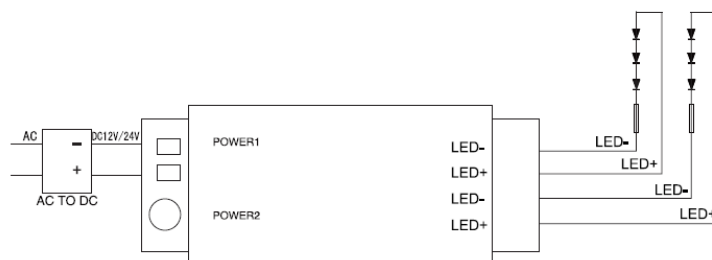 AC
DC12V/24V
-
+
AC TO DC
POWER1
POWER2
LED-
LED+
LED-
LED+
LED-
LED+
LED-
LED+